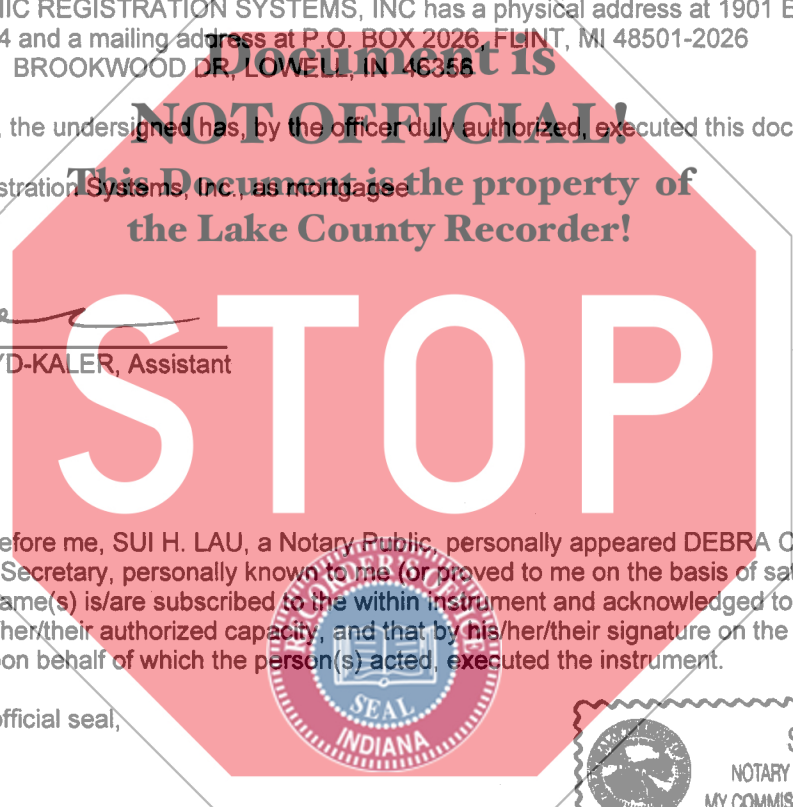 IC REGISTRATION SYSTEMS, INC has a physical address at 1901 E
4 and a mailing address at P.O. BOX 2026, FLINT, MI 48501-2026
Document is
BROOKWOOD DR, LOWELL, IN 46356
NOT OFFICIAL!
, the undersigned has, by the officer duly authorized, executed this doc
This Document is the property of
stration Systems, Inc., as mortgagee
the Lake County Recorder!
STOP
YD-KALER, Assistant
efore me, SUI H. LAU, a Notary Public, personally appeared DEBRA C
Secretary, personally known to me (or proved to me on the basis of sat
ame(s) is/are subscribed to the within instrument and acknowledged to
her/their authorized capacity, and that by his/her/their signature on the
on behalf of which the person(s) acted, executed the instrument.
RECORDER'S OFFICE
SEAL
INDIANA
fficial seal,
S
NOTARY
MY COMMIS